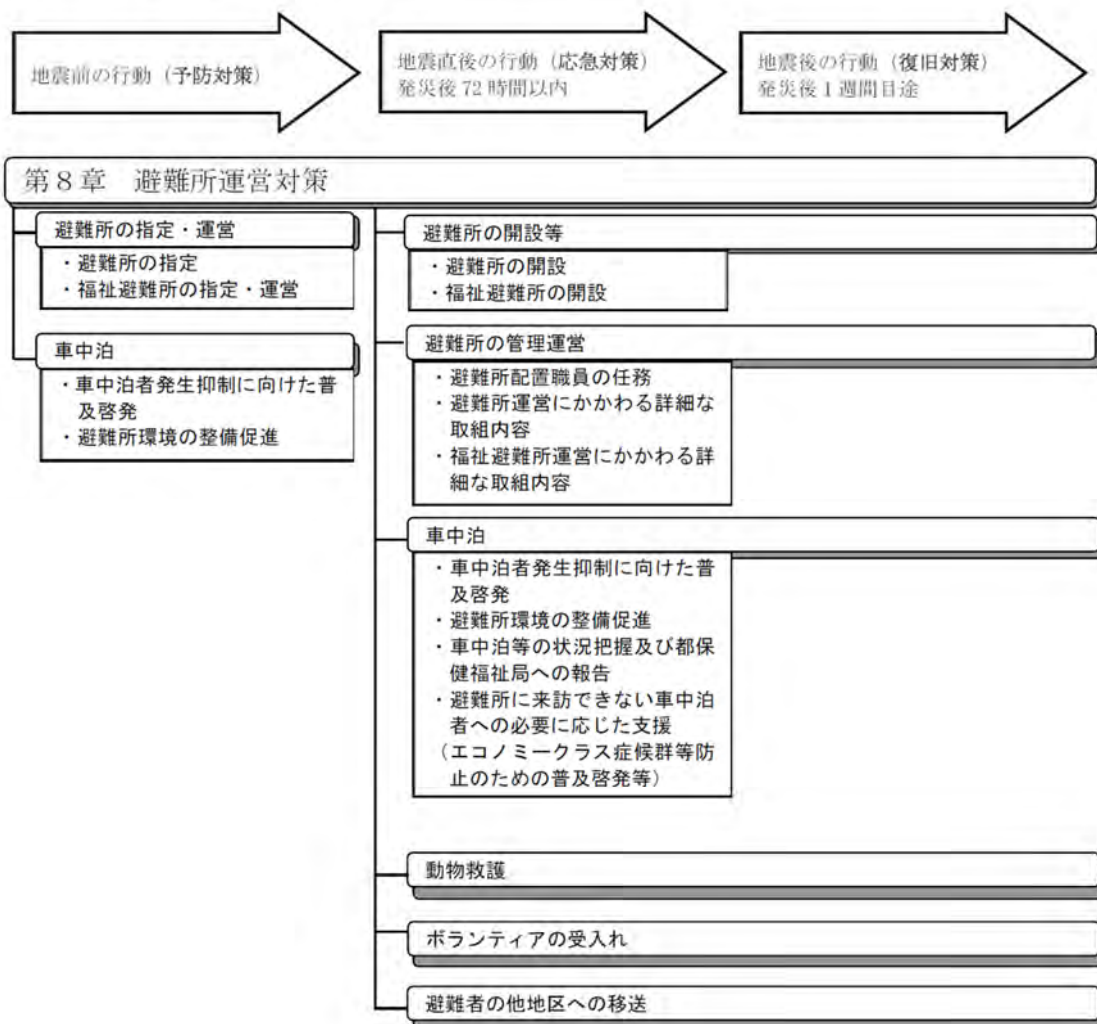 地震前の行動（予防対策）
地震直後の行動（応急対策）
発災後 72 時間以内
地震後の行動（復旧対策）
発災後 1 週間目途
第８章　避難所運営対策
避難所の指定・運営
・避難所の指定
・福祉避難所の指定・運営
車中泊
・車中泊者発生抑制に向けた普
及啓発
・避難所環境の整備促進
避難所の開設等
・避難所の開設
・福祉避難所の開設
避難所の管理運営
・避難所配置職員の任務
・避難所運営にかかわる詳細な
取組内容
・福祉避難所運営にかかわる詳
細な取組内容
車中泊
・車中泊者発生抑制に向けた普
及啓発
・避難所環境の整備促進
・車中泊等の状況把握及び都保
健福祉局への報告
・避難所に来訪できない車中泊
者への必要に応じた支援
（エコノミークラス症候群等防
止のための普及啓発等）
動物救護
ボランティアの受入れ
避難者の他地区への移送